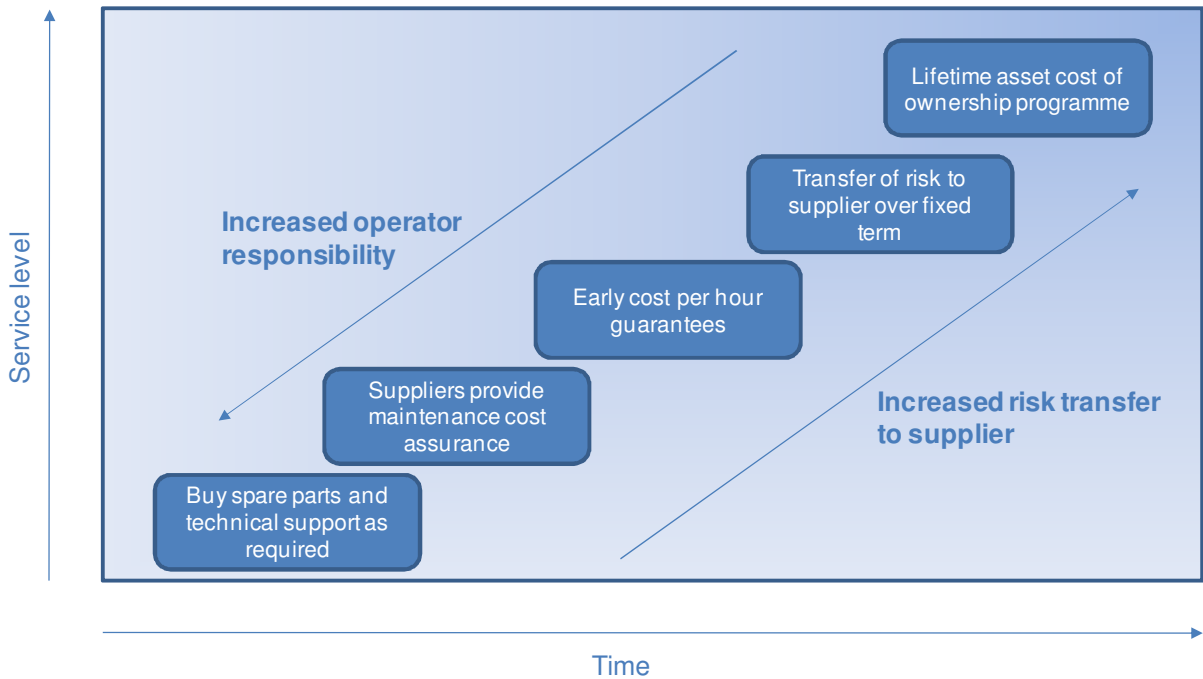 Lifetime asset cost of
ownership programme
Transfer of risk to
supplier over fixed
term
Increased operator
responsibility
Early cost per hour
guarantees
Service level
Suppliers provide
maintenance cost
assurance
Increased risk transfer
to supplier
Buy spare parts and
technical support as
required
Time